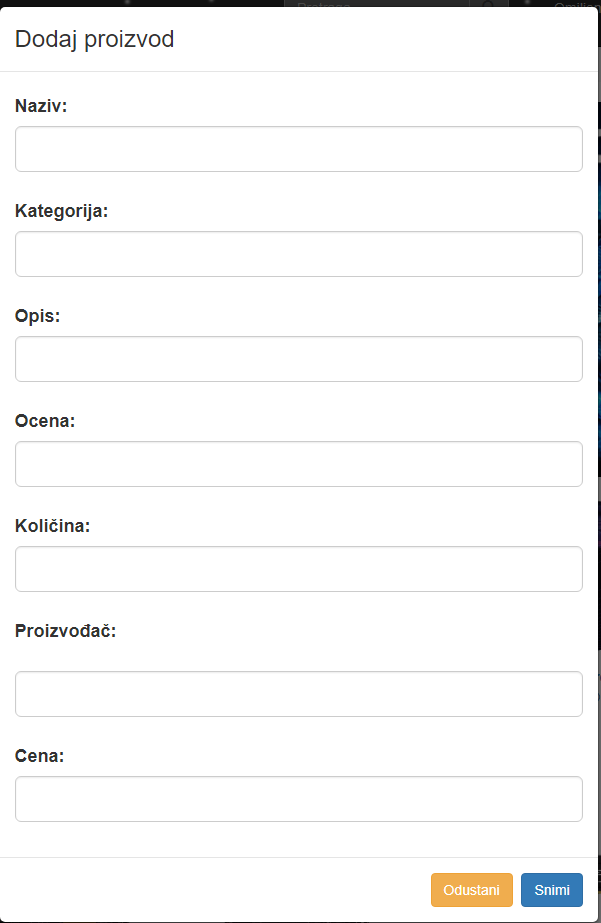 Dodaj proizvod
Naziv:
Kategorija:
Opis:
Ocena:
Količina:
Proizvođač:
Cena:
Odustani
Snimi